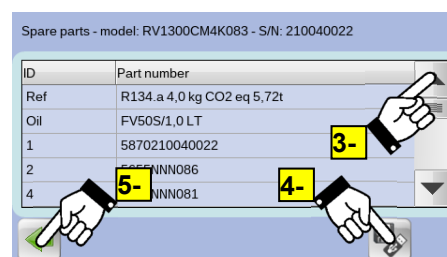 Spare parts - model: RV1300CM4K083 - S/N: 210040022
ID Part number
Ref R134.a 4,0 kg CO2 eq 5,72t
Oil FV50S/1,0 LT
1 5870210040022
3-
2
5-
4-
4